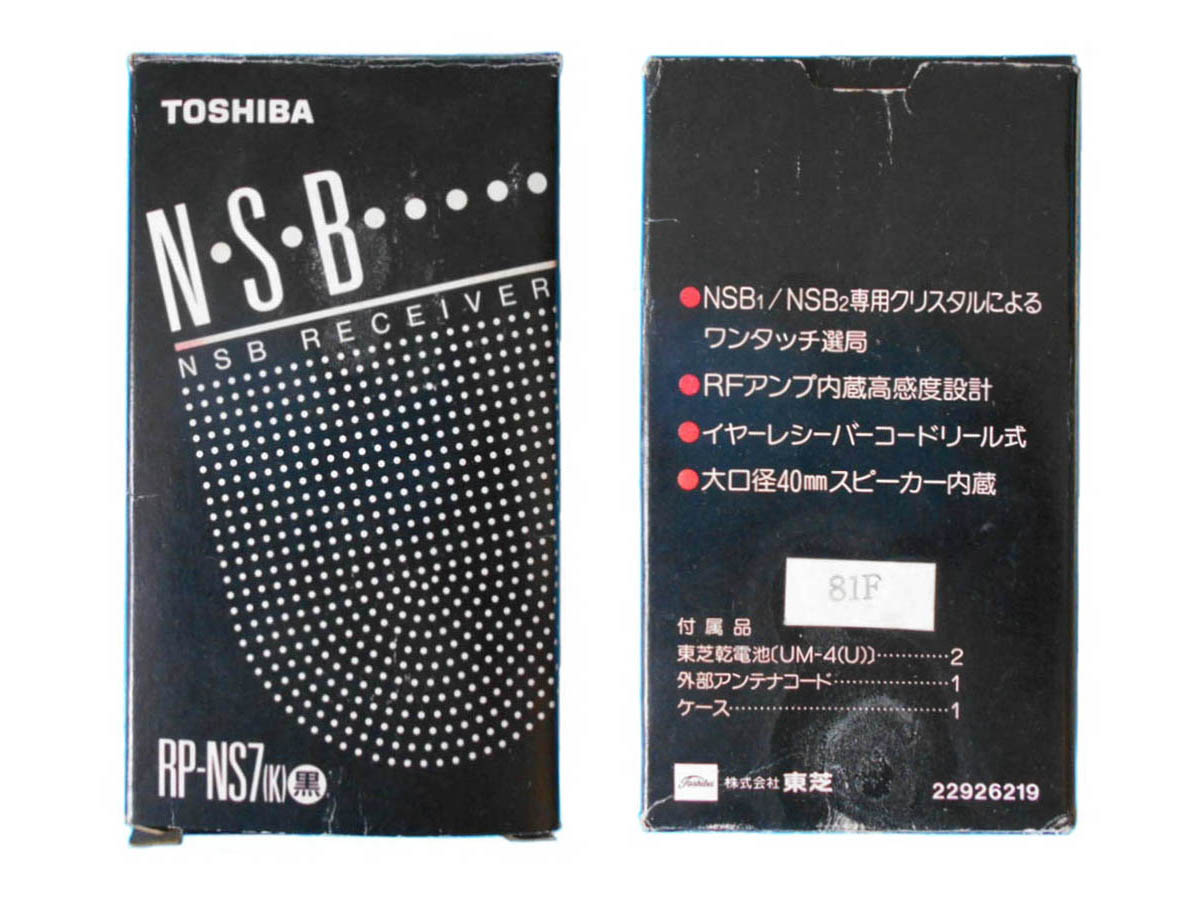 TOSHIBA
N·S·B·····
NSB RECEIVER
RP-NS7(K)黒
●NSB1/NSB2専用クリスタルによる
ワンタッチ選局
●RFアンプ内蔵高感度設計
●イヤーレシーバーコードリール式
●大口径40mmスピーカー内蔵
81F
付属品
東芝乾電池〔UM-4(U)〕…………2
外部アンテナコード………………1
ケース………………………………1
Toshiba 株式会社 東芝
22926219